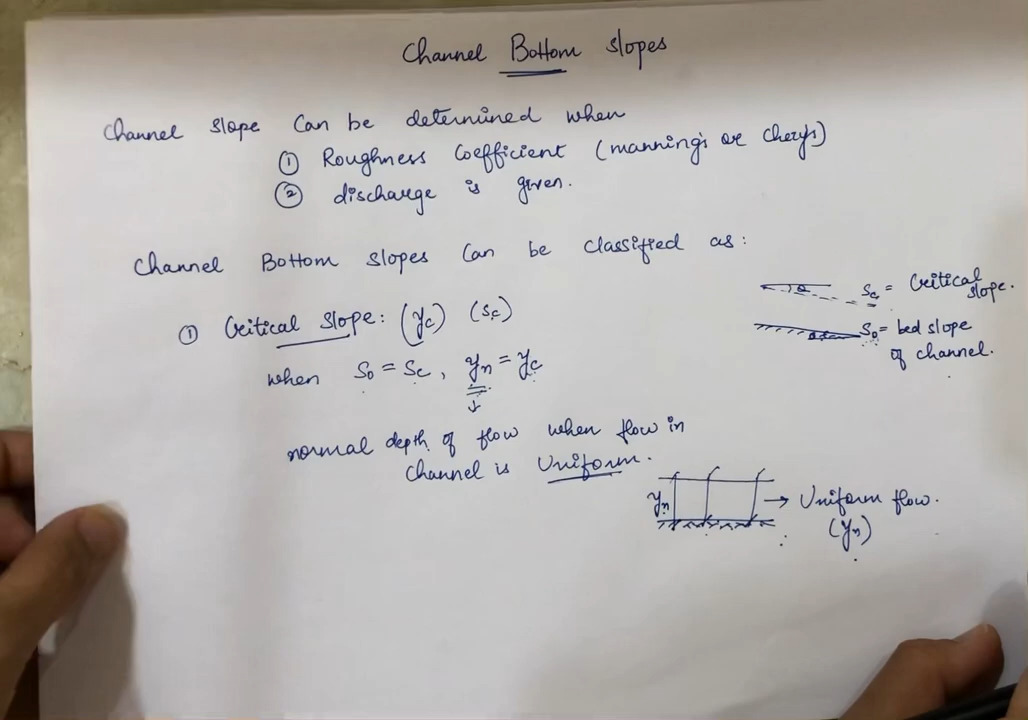 Channel Bottom slopes
Channel slope Can be determined when
① Roughness Coefficient (manning's or Chezy's)
② discharge is given.
Channel Bottom slopes Can be classified as:
① Critical slope: (yc) (Sc)
when S₀ = Sc, yn = yc
normal depth of flow when flow in
channel is Uniform.
Sc = Critical slope.
S₀ = bed slope
of channel.
yn → Uniform flow.
(yn)